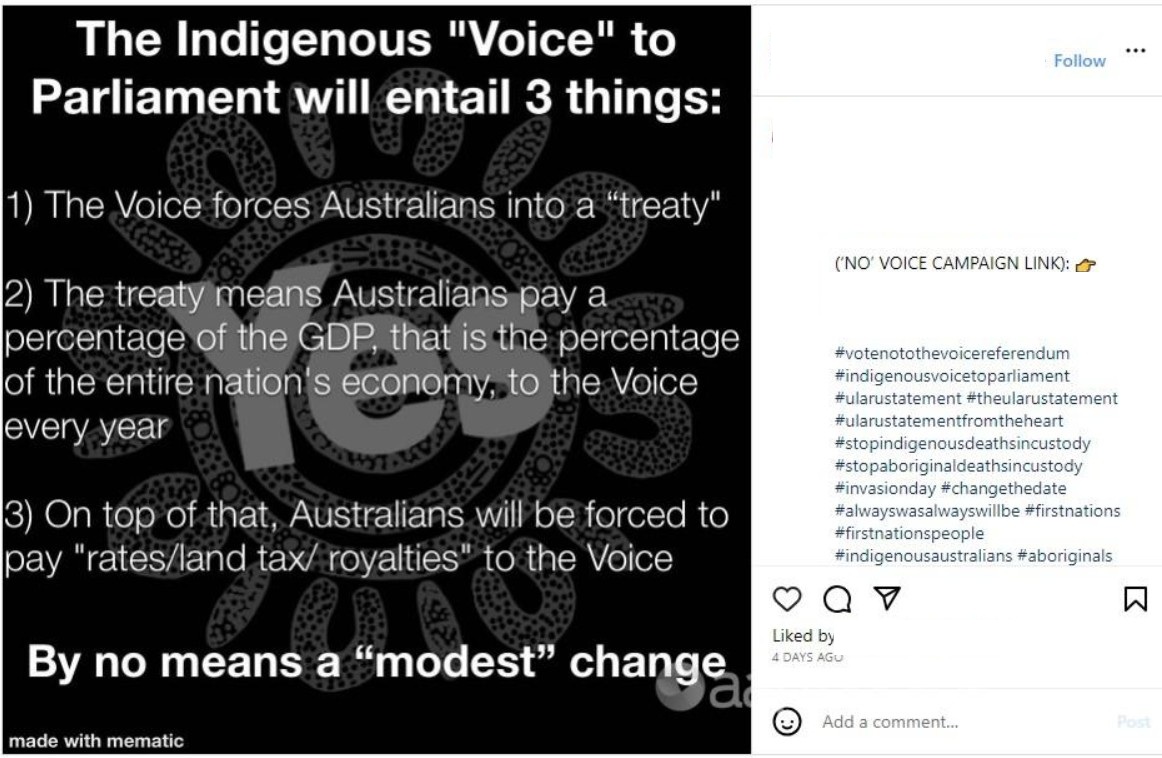 The Indigenous "Voice" to
Parliament will entail 3 things:
1) The Voice forces Australians into a “treaty"
2) The treaty means Australians pay a
percentage of the GDP, that is the percentage
of the entire nation's economy, to the Voice
every year
3) On top of that, Australians will be forced to
pay "rates/land tax/ royalties" to the Voice
By no means a “modest” change
made with mematic
Yes
Follow
(‘NO’ VOICE CAMPAIGN LINK): 👉
#votenotothevoicereferendum
#indigenousvoicetoparliament
#ularustatement #theularustatement
#ularustatementfromtheheart
#stopindigenousdeathsincustody
#stopaboriginaldeathsincustody
#invasionday #changethedate
#alwayswasalwayswillbe #firstnations
#firstnationspeople
#indigenousaustralians #aboriginals
Liked by
4 DAYS AGO
Add a comment...
Post